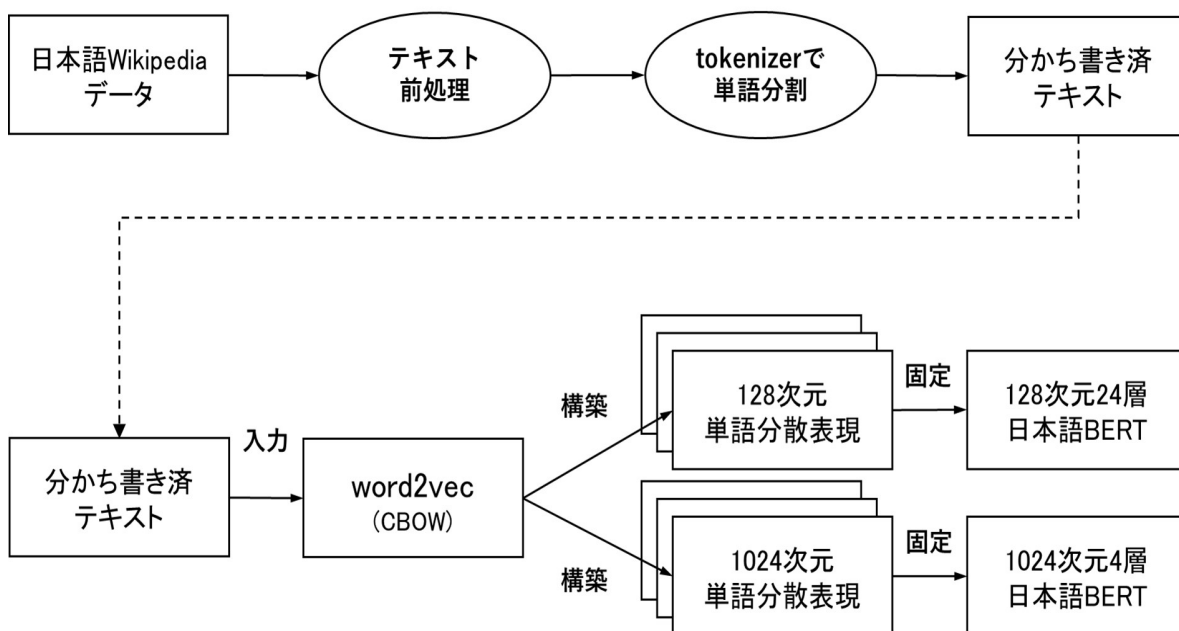 日本語Wikipedia
データ
テキスト
前処理
tokenizerで
単語分割
分かち書き済
テキスト
分かち書き済
テキスト
入力
word2vec
(CBOW)
構築
構築
128次元
単語分散表現
固定
128次元24層
日本語BERT
1024次元
単語分散表現
固定
1024次元4層
日本語BERT